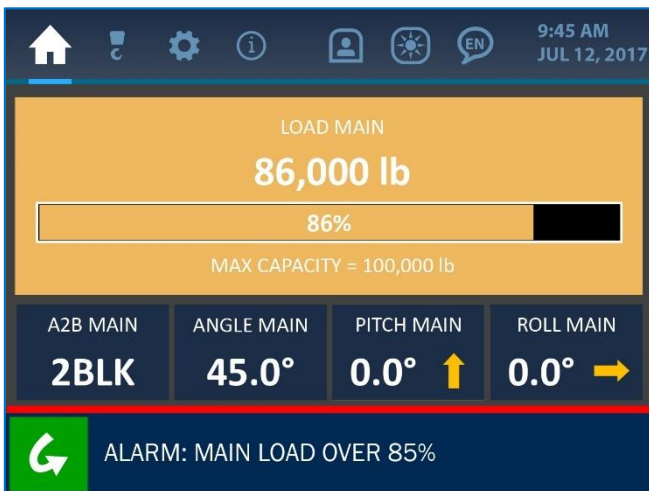 EN
9:45 AM
JUL 12, 2017
LOAD MAIN
86,000 lb
86%
MAX CAPACITY = 100,000 lb
A2B MAIN
2BLK
ANGLE MAIN
45.0°
PITCH MAIN
0.0°
ROLL MAIN
0.0°
ALARM: MAIN LOAD OVER 85%